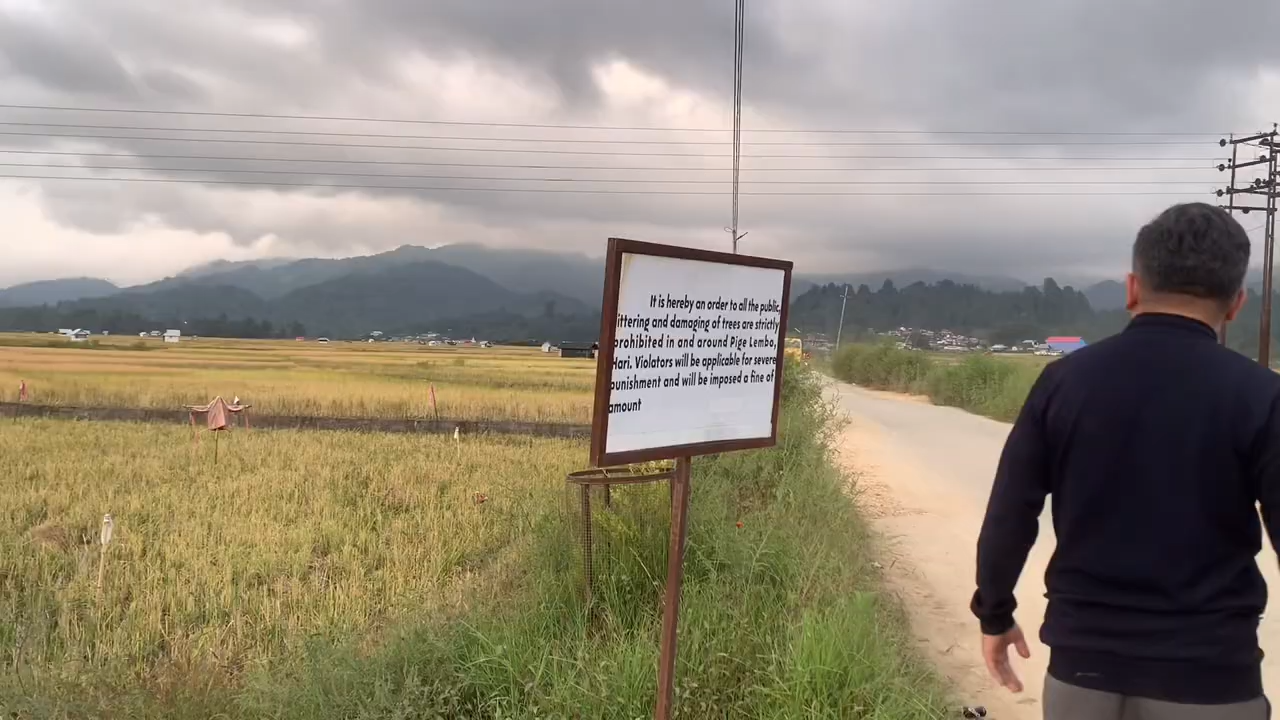 It is hereby an order to all the public,
ittering and damaging of trees are strictly
prohibited in and around Pige Lembo,
Hari. Violators will be applicable for severe
punishment and will be imposed a fine of
amount